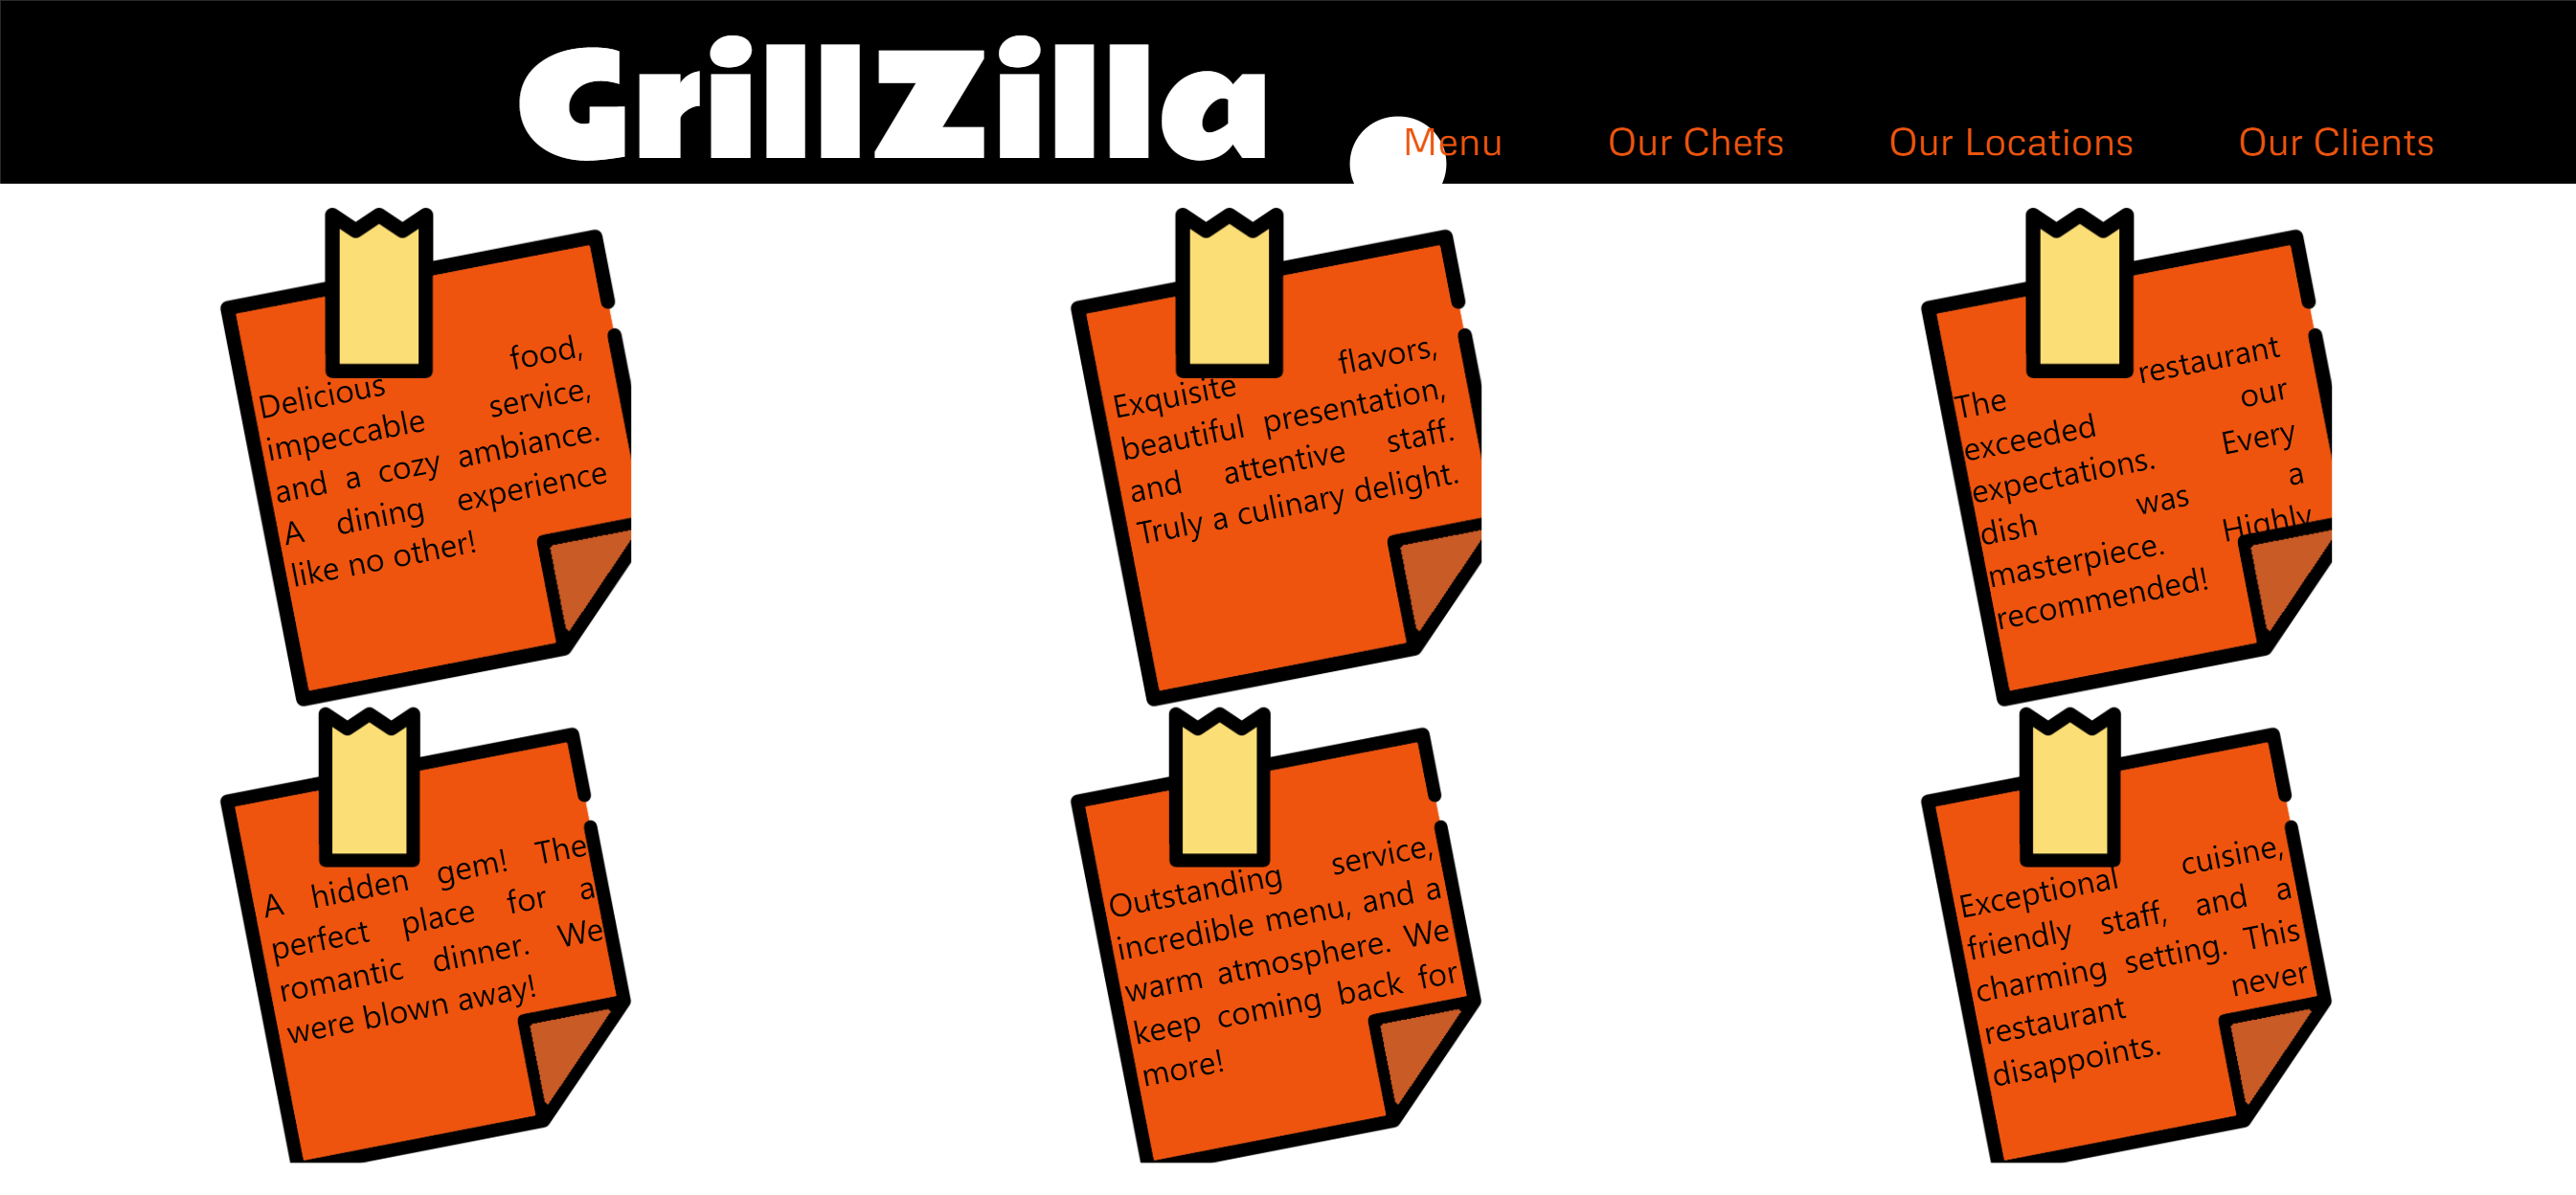 GrillZilla
Menu Our Chefs Our Locations Our Clients
Delicious food,
impeccable service,
and a cozy ambiance.
A dining experience
like no other!
Exquisite flavors,
beautiful presentation,
and attentive staff.
Truly a culinary delight.
The restaurant
exceeded our
expectations. Every
dish was a
masterpiece. Highly
recommended!
A hidden gem! The
perfect place for a
romantic dinner. We
were blown away!
Outstanding service,
incredible menu, and a
warm atmosphere. We
keep coming back for
more!
Exceptional cuisine,
friendly staff, and a
charming setting. This
restaurant never
disappoints.